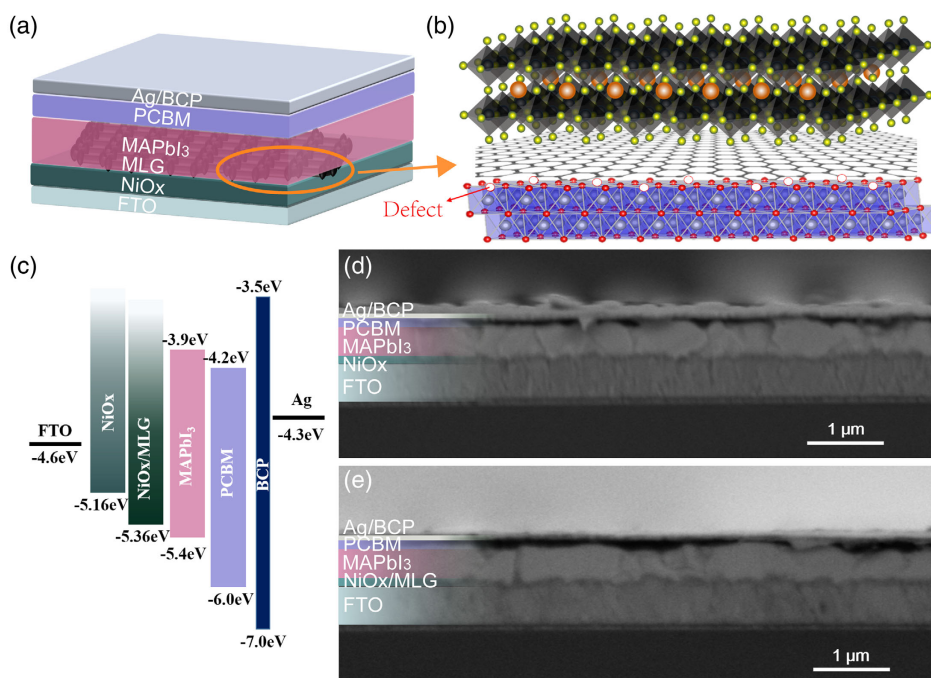 (a)
Ag/BCP
PCBM
MAPbI₃
MLG
NiOx
FTO
(b)
Defect
(c)
FTO
-4.6eV
NiOx
-5.16eV
NiOx/MLG
-5.36eV
-3.9eV
MAPbI₃
-5.4eV
-4.2eV
PCBM
-6.0eV
-3.5eV
BCP
-7.0eV
Ag
-4.3eV
(d)
Ag/BCP
PCBM
MAPbI₃
NiOx
FTO
1 µm
(e)
Ag/BCP
PCBM
MAPbI₃
NiOx/MLG
FTO
1 µm